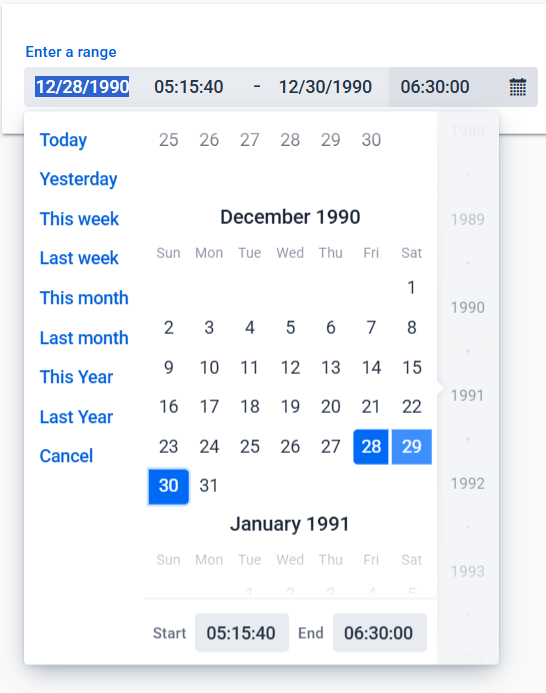 Enter a range
12/28/1990 05:15:40 - 12/30/1990 06:30:00
Today
Yesterday
This week
Last week
This month
Last month
This Year
Last Year
Cancel
25 26 27 28 29 30
December 1990
Sun Mon Tue Wed Thu Fri Sat
1
2 3 4 5 6 7 8
9 10 11 12 13 14 15
16 17 18 19 20 21 22
23 24 25 26 27 28 29
30 31
January 1991
Sun Mon Tue Wed Thu Fri Sat
1 2 3 4 5
1988
1989
1990
1991
1992
1993
Start 05:15:40 End 06:30:00